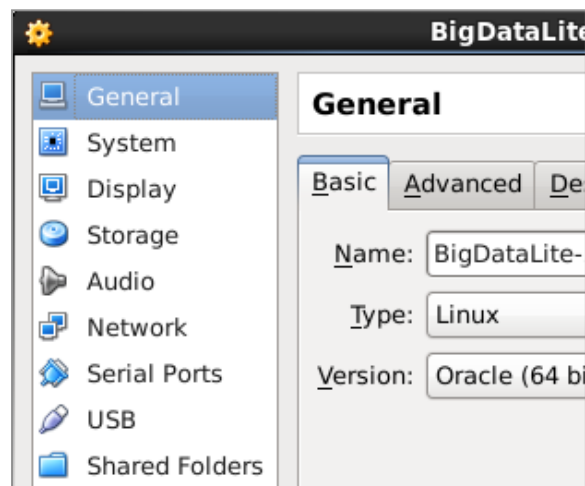 BigDataLite
General
System
Display
Storage
Audio
Network
Serial Ports
USB
Shared Folders
General
Basic Advanced De
Name: BigDataLite-
Type: Linux
Version: Oracle (64 bi